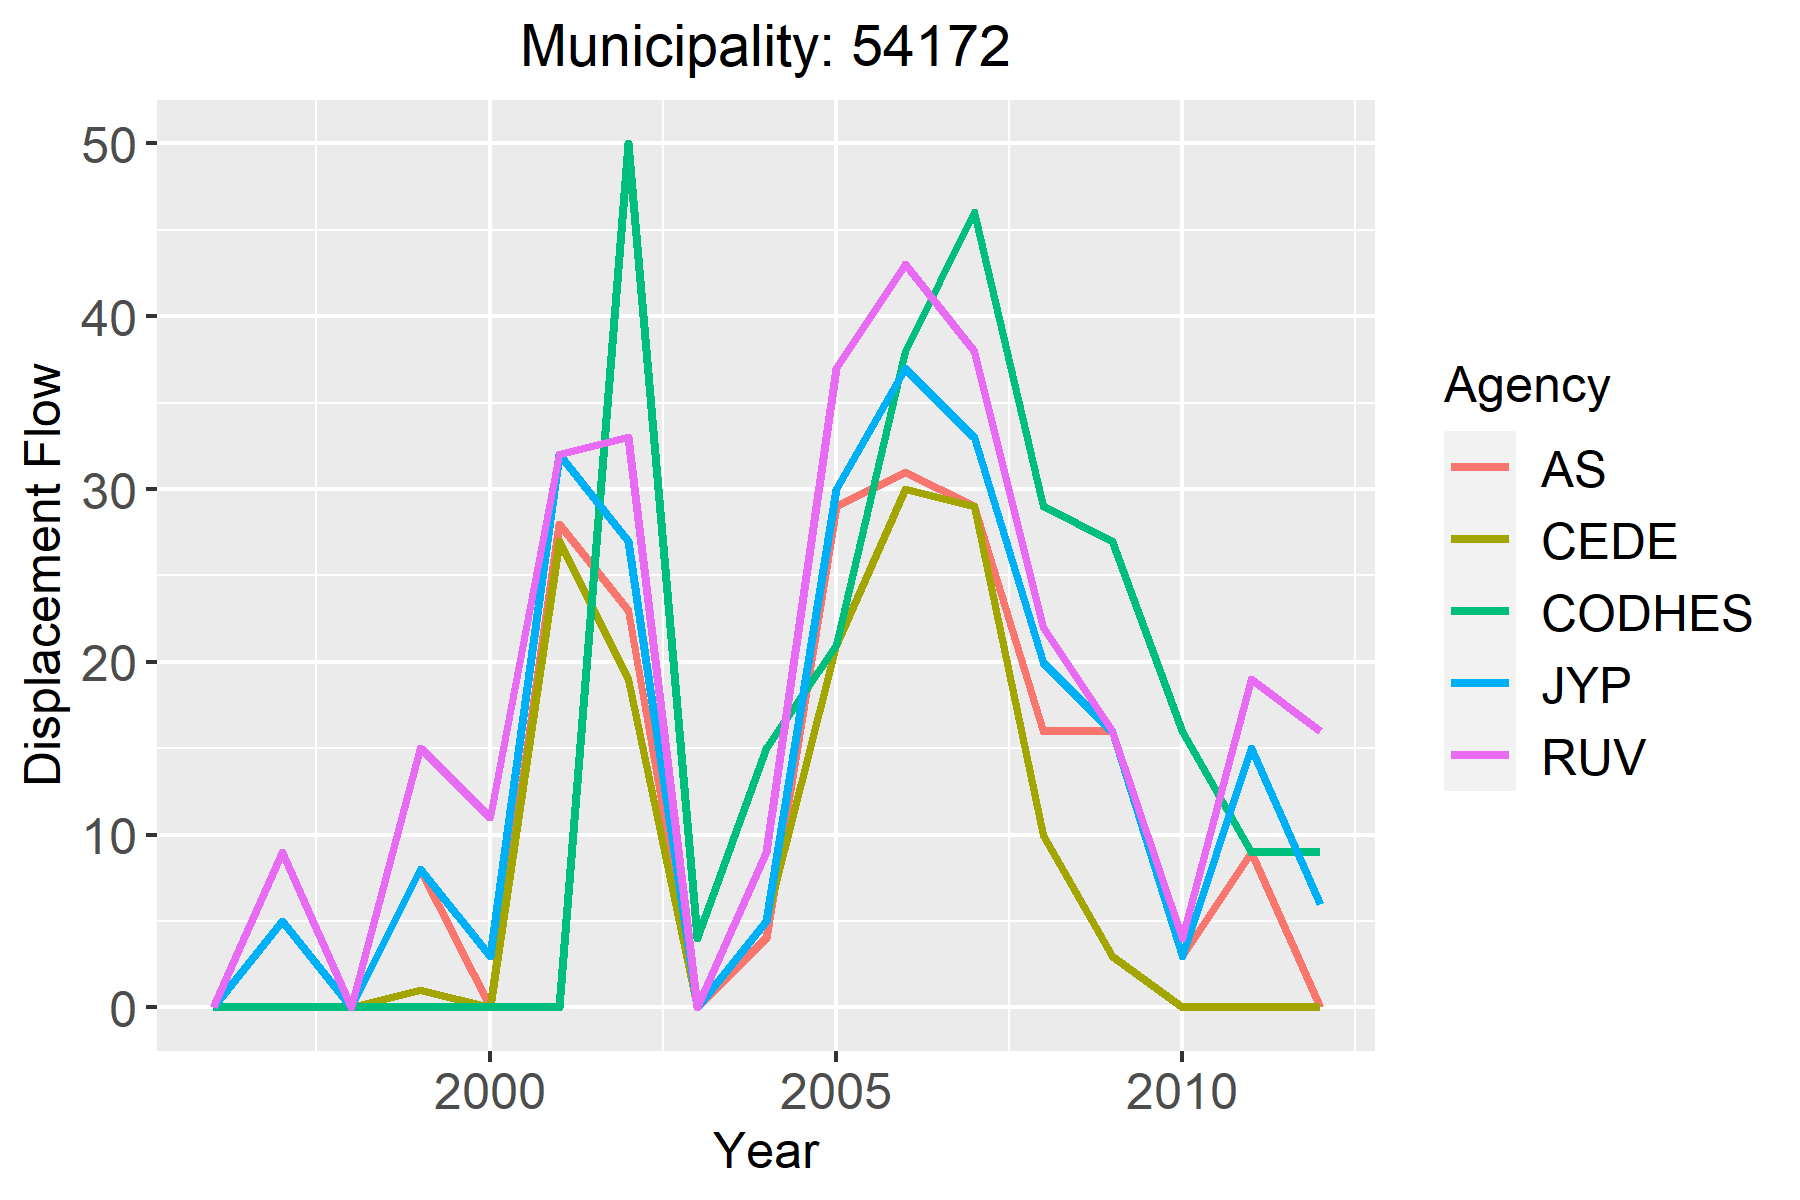 Municipality: 54172
50
40
30
20
10
0
Displacement Flow
2000 2005 2010
Year
Agency
AS
CEDE
CODHES
JYP
RUV